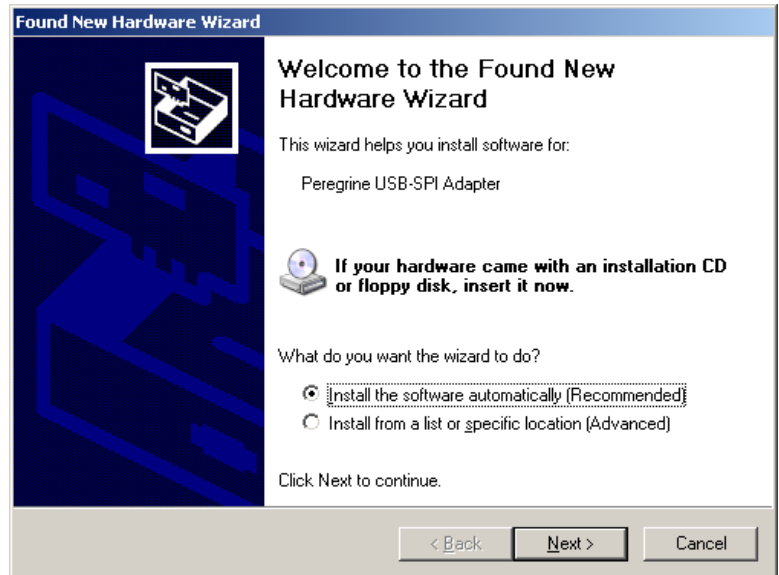 Found New Hardware Wizard
Welcome to the Found New
Hardware Wizard
This wizard helps you install software for:
Peregrine USB-SPI Adapter
If your hardware came with an installation CD
or floppy disk, insert it now.
What do you want the wizard to do?
Install the software automatically (Recommended)
Install from a list or specific location (Advanced)
Click Next to continue.
< Back Next > Cancel